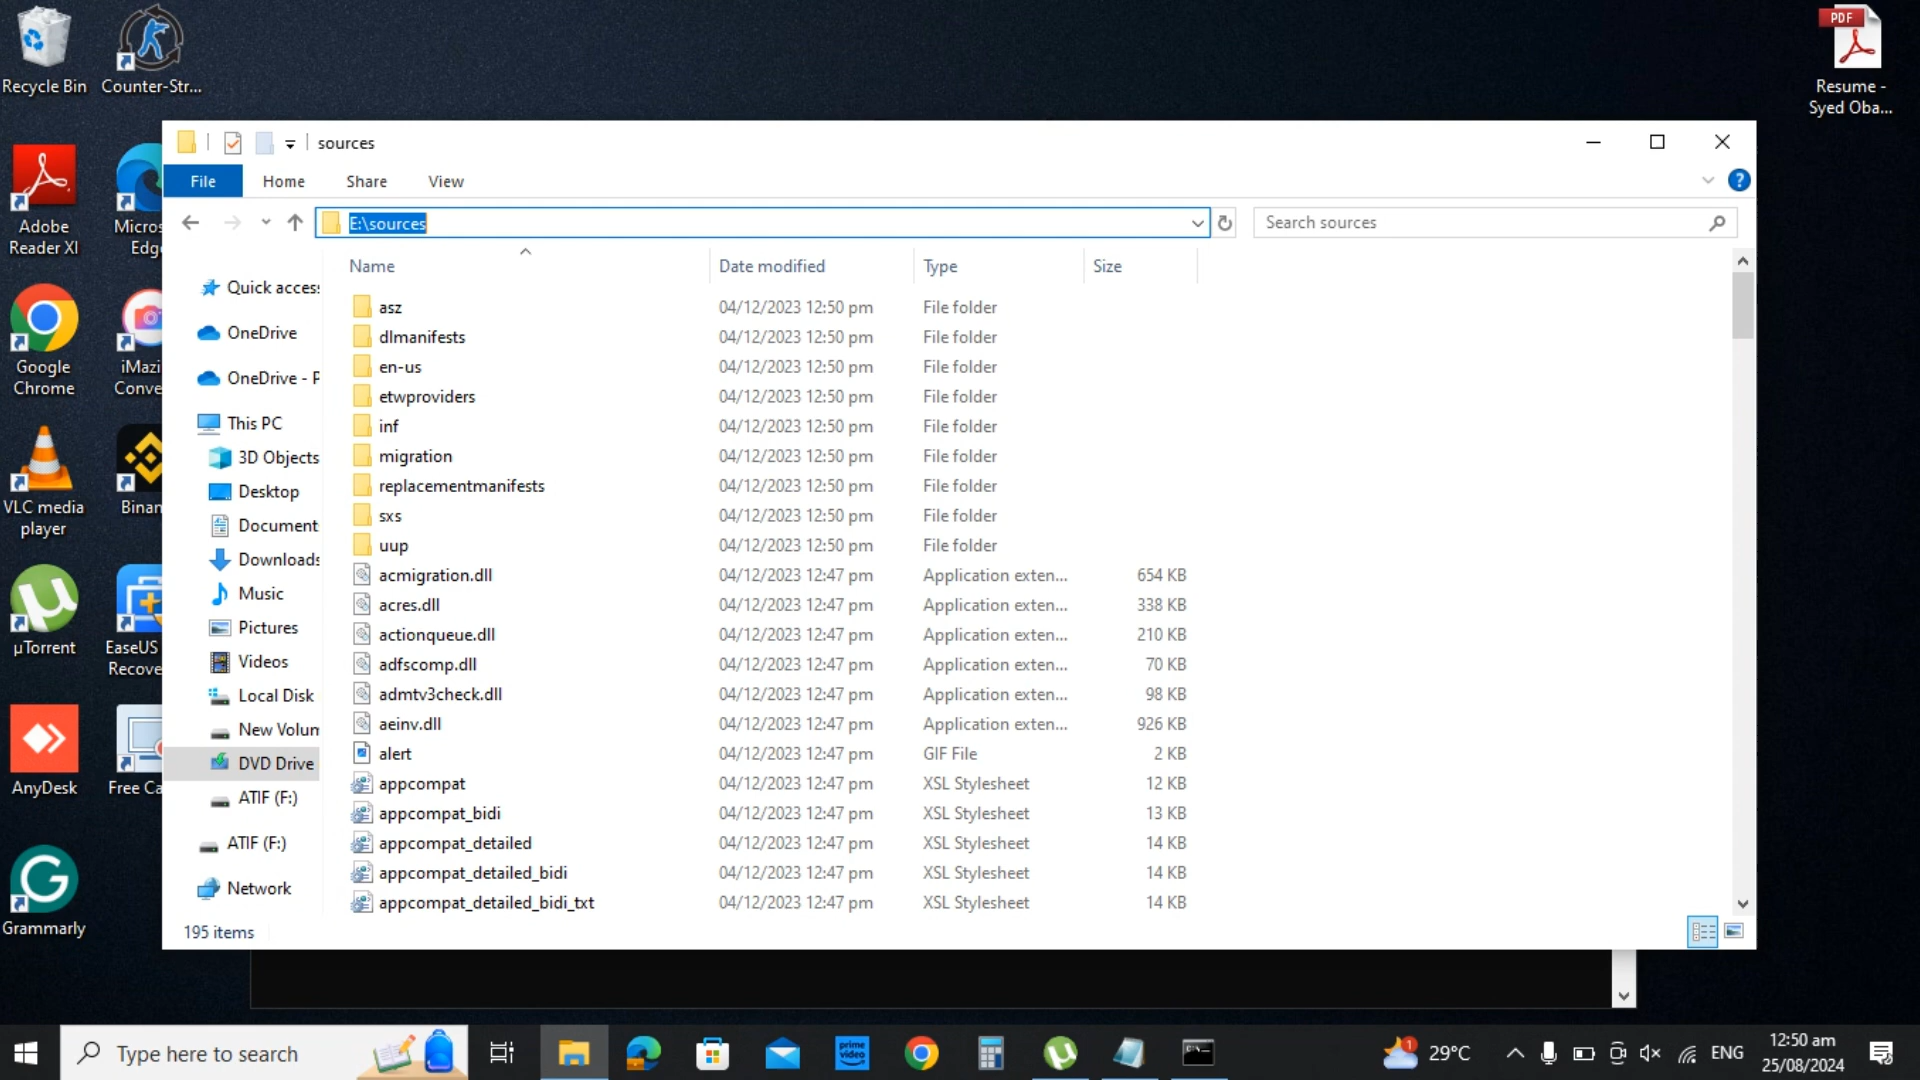 Recycle Bin
Counter-Str...
PDF
Resume -
Syed Oba...
Adobe
Reader XI
Micros
Edge
Google
Chrome
iMazi
Conve
VLC media
player
Binan
µTorrent
EaseUS
Recove
AnyDesk
Free Ca
Grammarly
sources
File
Home
Share
View
?
E:\sources
Search sources
Name
Date modified
Type
Size
Quick access
OneDrive
OneDrive - P
This PC
3D Objects
Desktop
Document
Downloads
Music
Pictures
Videos
Local Disk
New Volum
DVD Drive
ATIF (F:)
ATIF (F:)
Network
asz 04/12/2023 12:50 pm File folder
dlmanifests 04/12/2023 12:50 pm File folder
en-us 04/12/2023 12:50 pm File folder
etwproviders 04/12/2023 12:50 pm File folder
inf 04/12/2023 12:50 pm File folder
migration 04/12/2023 12:50 pm File folder
replacementmanifests 04/12/2023 12:50 pm File folder
sxs 04/12/2023 12:50 pm File folder
uup 04/12/2023 12:50 pm File folder
acmigration.dll 04/12/2023 12:47 pm Application exten... 654 KB
acres.dll 04/12/2023 12:47 pm Application exten... 338 KB
actionqueue.dll 04/12/2023 12:47 pm Application exten... 210 KB
adfscomp.dll 04/12/2023 12:47 pm Application exten... 70 KB
admtv3check.dll 04/12/2023 12:47 pm Application exten... 98 KB
aeinv.dll 04/12/2023 12:47 pm Application exten... 926 KB
alert 04/12/2023 12:47 pm GIF File 2 KB
appcompat 04/12/2023 12:47 pm XSL Stylesheet 12 KB
appcompat_bidi 04/12/2023 12:47 pm XSL Stylesheet 13 KB
appcompat_detailed 04/12/2023 12:47 pm XSL Stylesheet 14 KB
appcompat_detailed_bidi 04/12/2023 12:47 pm XSL Stylesheet 14 KB
appcompat_detailed_bidi_txt 04/12/2023 12:47 pm XSL Stylesheet 14 KB
195 items
Type here to search
prime
video
1
29°C
ENG
12:50 am
25/08/2024